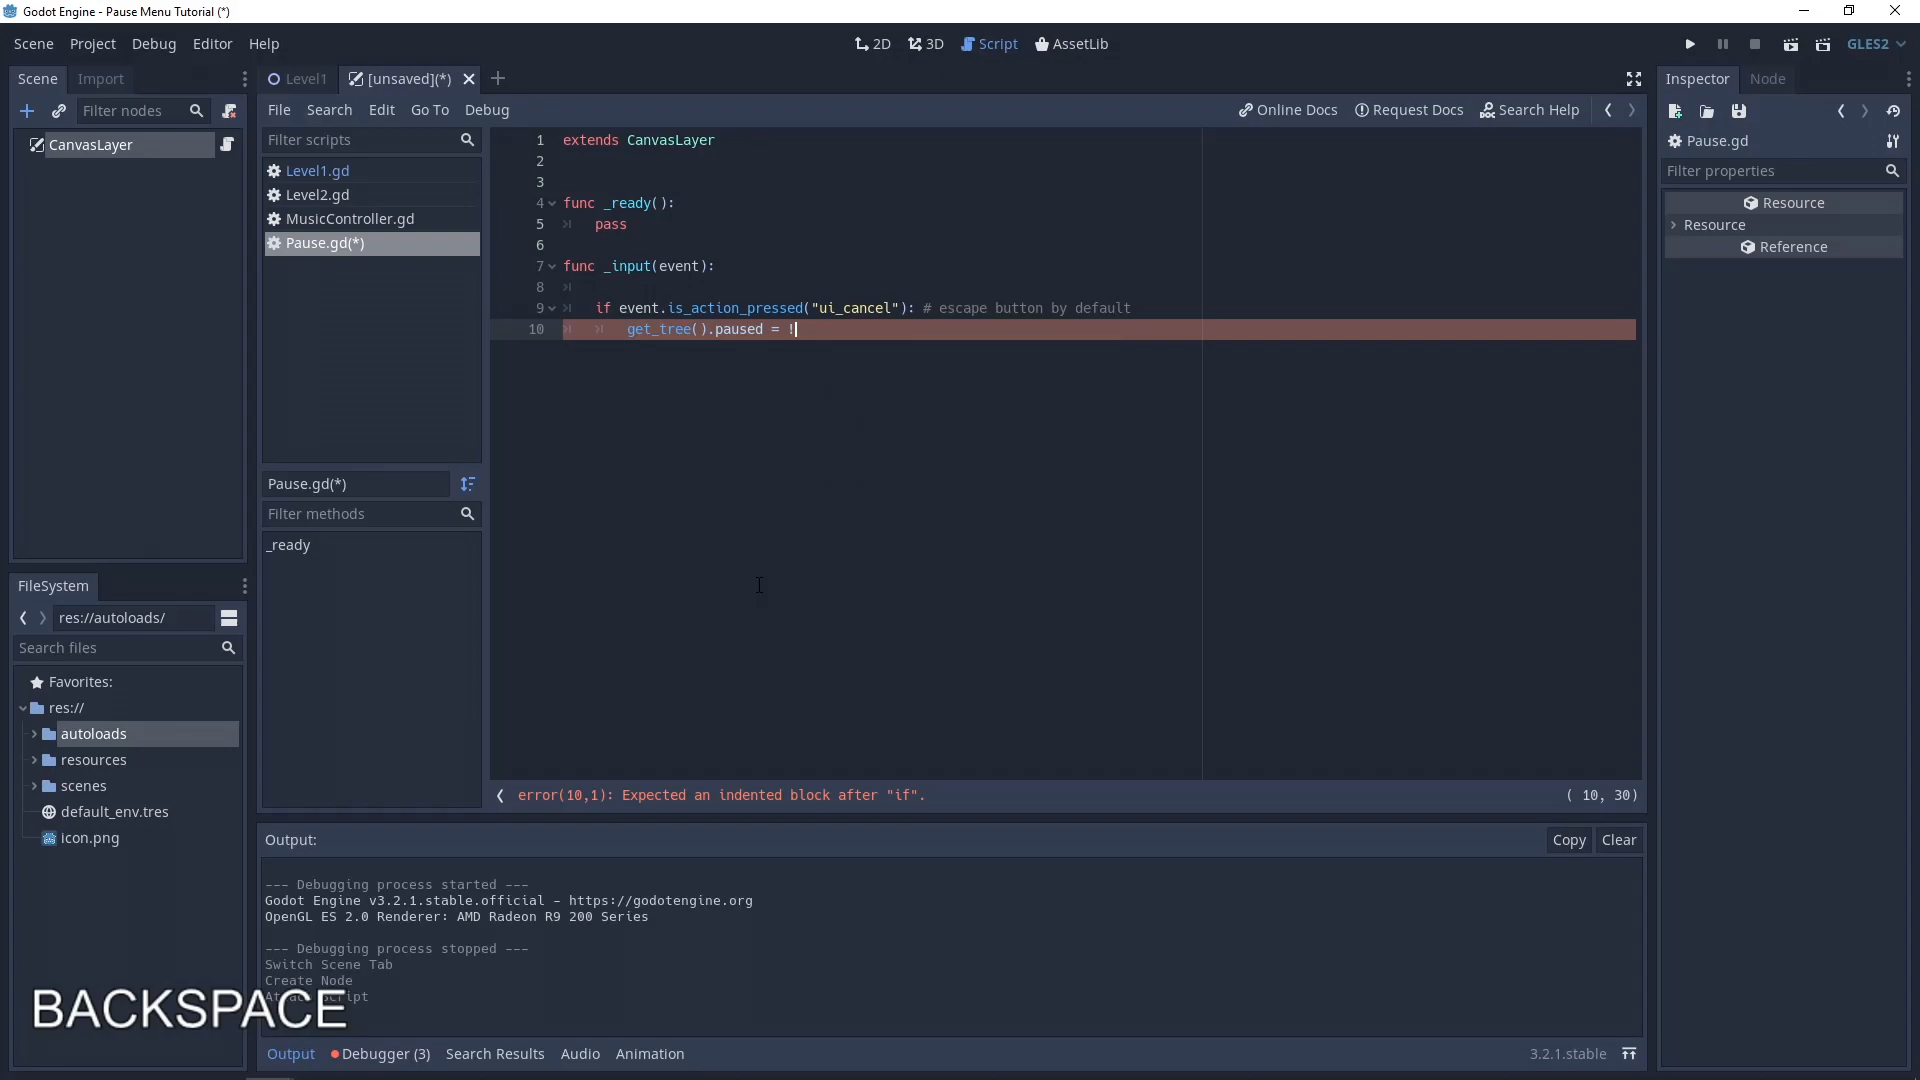 Godot Engine - Pause Menu Tutorial (*)
Scene Project Debug Editor Help
2D 3D Script AssetLib
GLES2
Scene Import
Level1 [unsaved](*)
Inspector Node
Filter nodes
File Search Edit Go To Debug
Online Docs Request Docs Search Help
CanvasLayer
Filter scripts
Level1.gd
Level2.gd
MusicController.gd
Pause.gd(*)
Pause.gd(*)
Filter methods
_ready
1 extends CanvasLayer
2
3
4 func _ready():
5 pass
6
7 func _input(event):
8
9 if event.is_action_pressed("ui_cancel"): # escape button by default
10 get_tree().paused = !
error(10,1): Expected an indented block after "if".
( 10, 30)
Pause.gd
Filter properties
Resource
Resource
Reference
FileSystem
res://autoloads/
Search files
Favorites:
res://
autoloads
resources
scenes
default_env.tres
icon.png
Output:
Copy Clear
--- Debugging process started ---
Godot Engine v3.2.1.stable.official - https://godotengine.org
OpenGL ES 2.0 Renderer: AMD Radeon R9 200 Series
--- Debugging process stopped ---
Switch Scene Tab
Create Node
BACKSPACE
Output Debugger (3) Search Results Audio Animation
3.2.1.stable